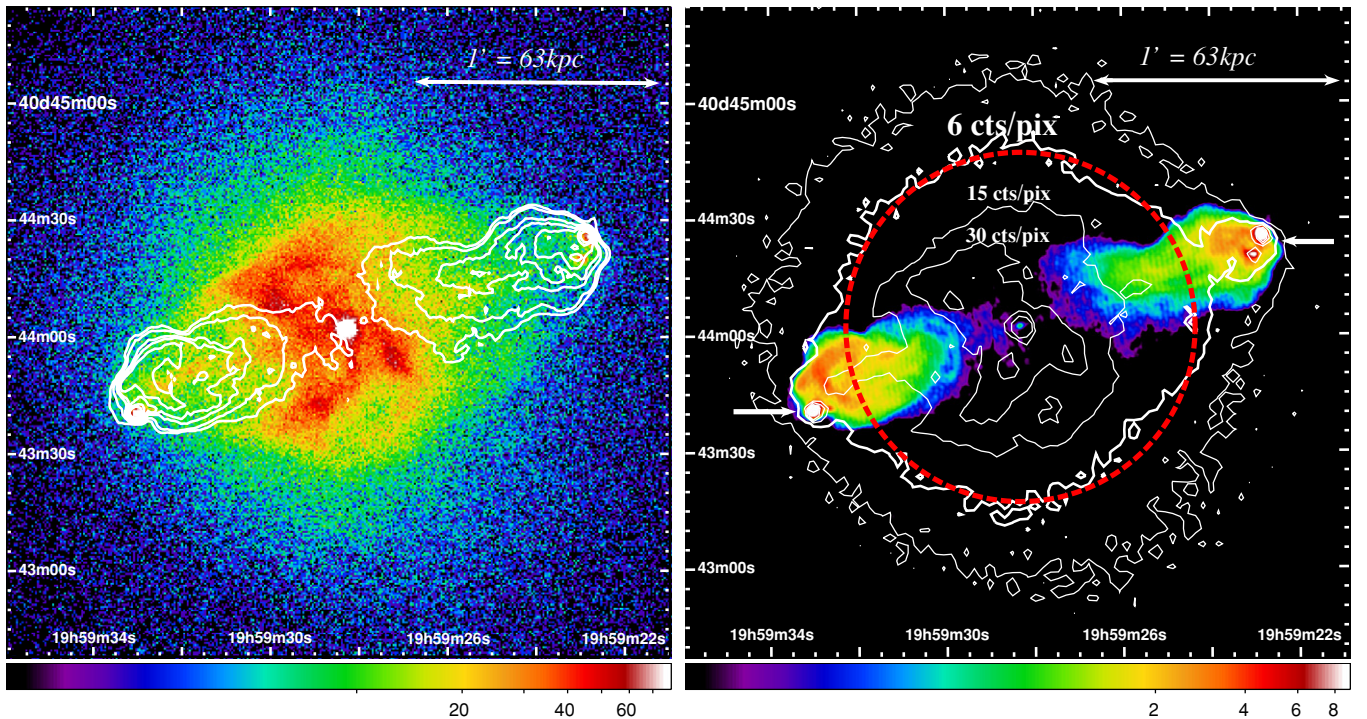 1' = 63kpc
40d45m00s
44m30s
44m00s
43m30s
43m00s
19h59m34s
19h59m30s
19h59m26s
19h59m22s
20
40
60
1' = 63kpc
40d45m00s
6 cts/pix
44m30s
15 cts/pix
30 cts/pix
44m00s
43m30s
43m00s
19h59m34s
19h59m30s
19h59m26s
19h59m22s
2
4
6
8